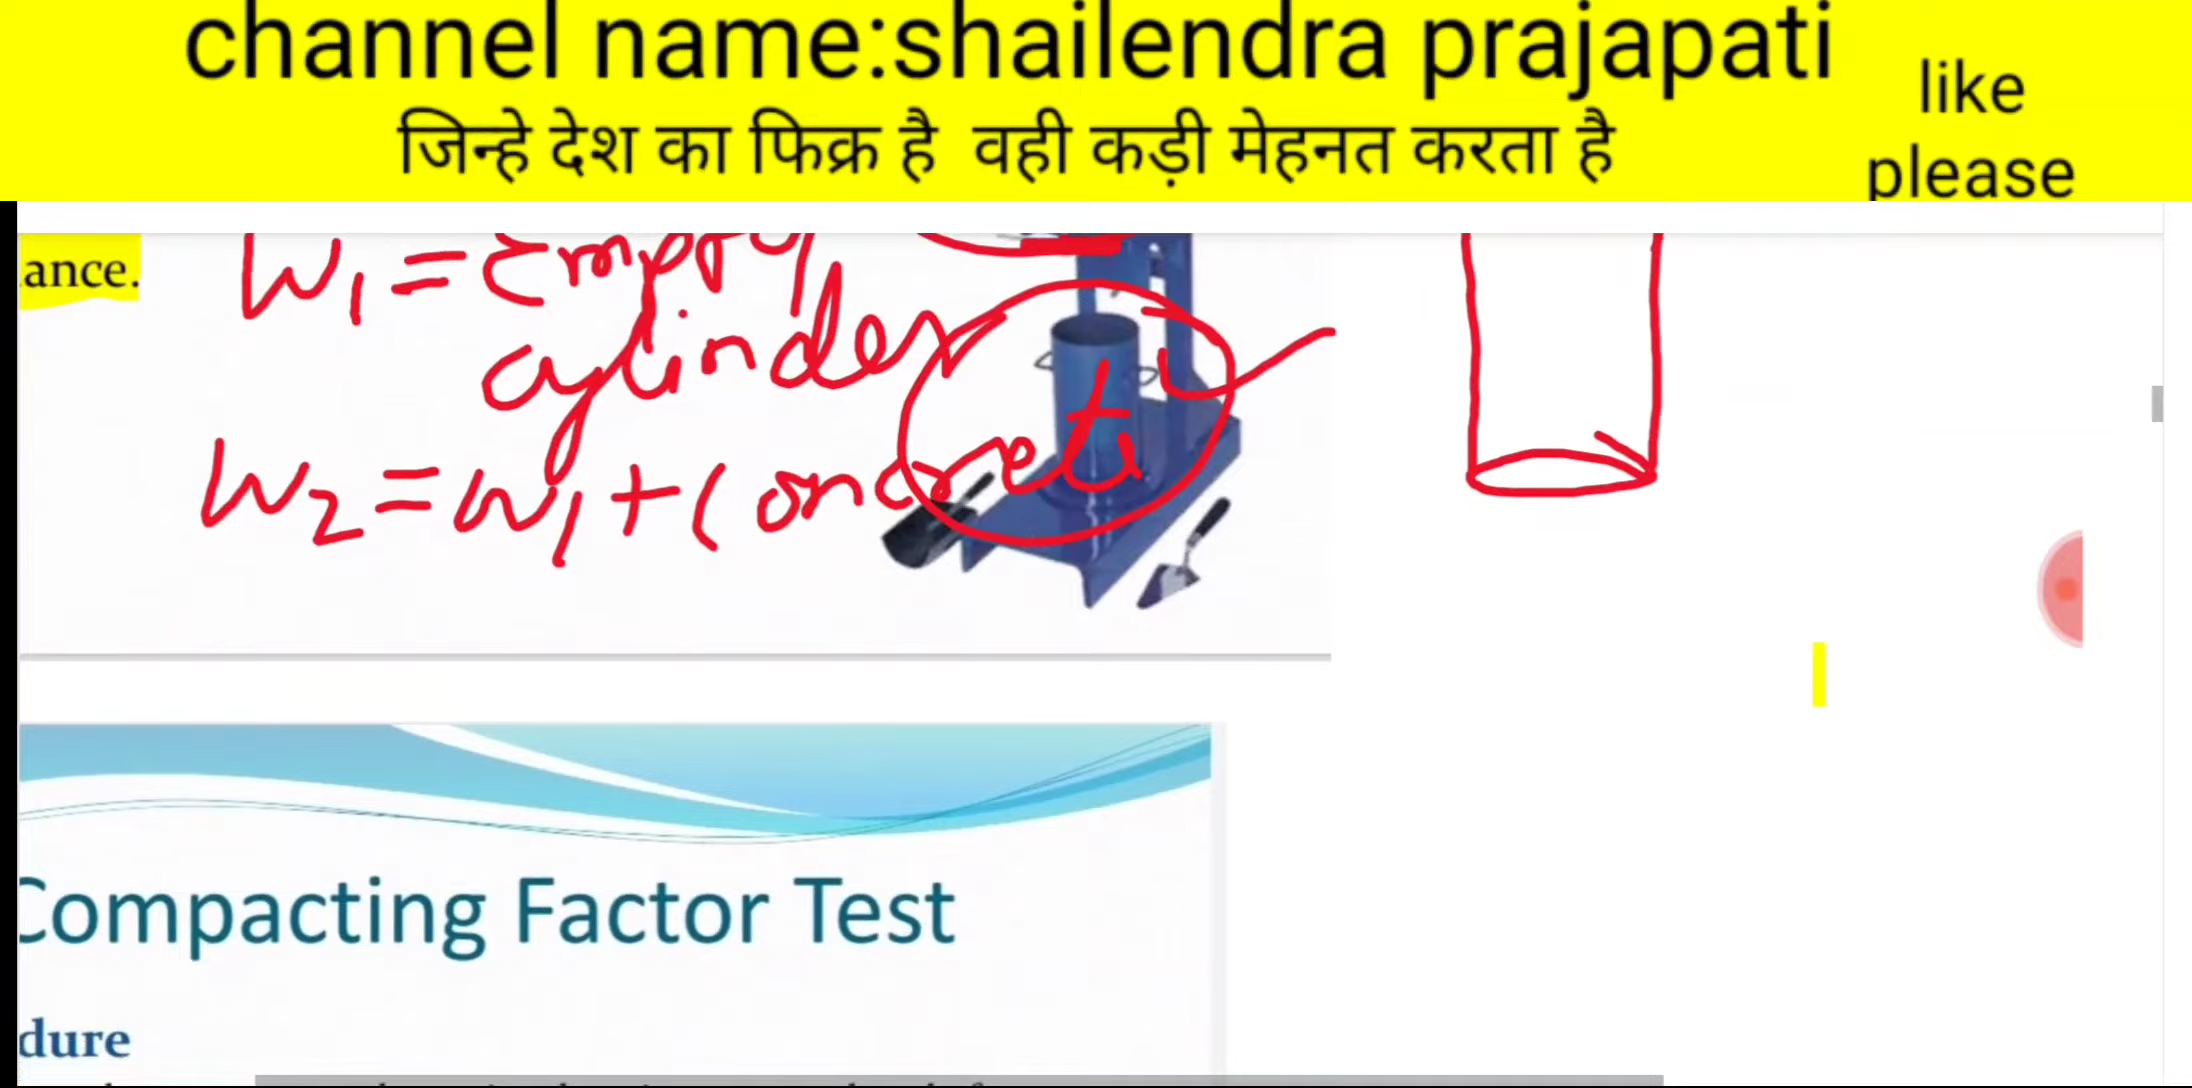 channel name:shailendra prajapati
like
please
जिन्हे देश का फिक्र है वही कड़ी मेहनत करता है
ance.
W1 = Empty
cylinder
W2 = W1 + Concrete
Compacting Factor Test
dure